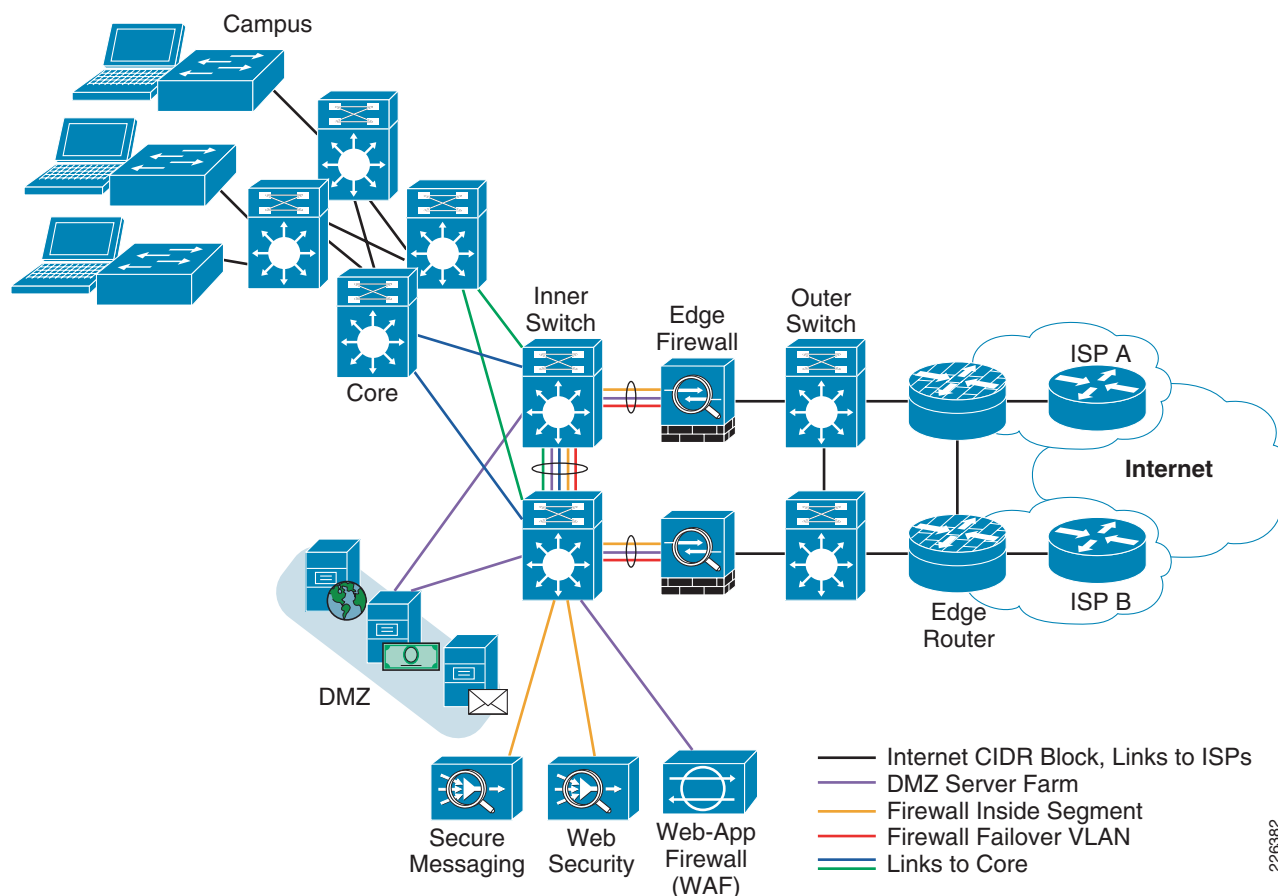 Campus
Core
Inner
Switch
Edge
Firewall
Outer
Switch
ISP A
Internet
ISP B
Edge
Router
DMZ
Secure
Messaging
Web
Security
Web-App
Firewall
(WAF)
Internet CIDR Block, Links to ISPs
DMZ Server Farm
Firewall Inside Segment
Firewall Failover VLAN
Links to Core
226382